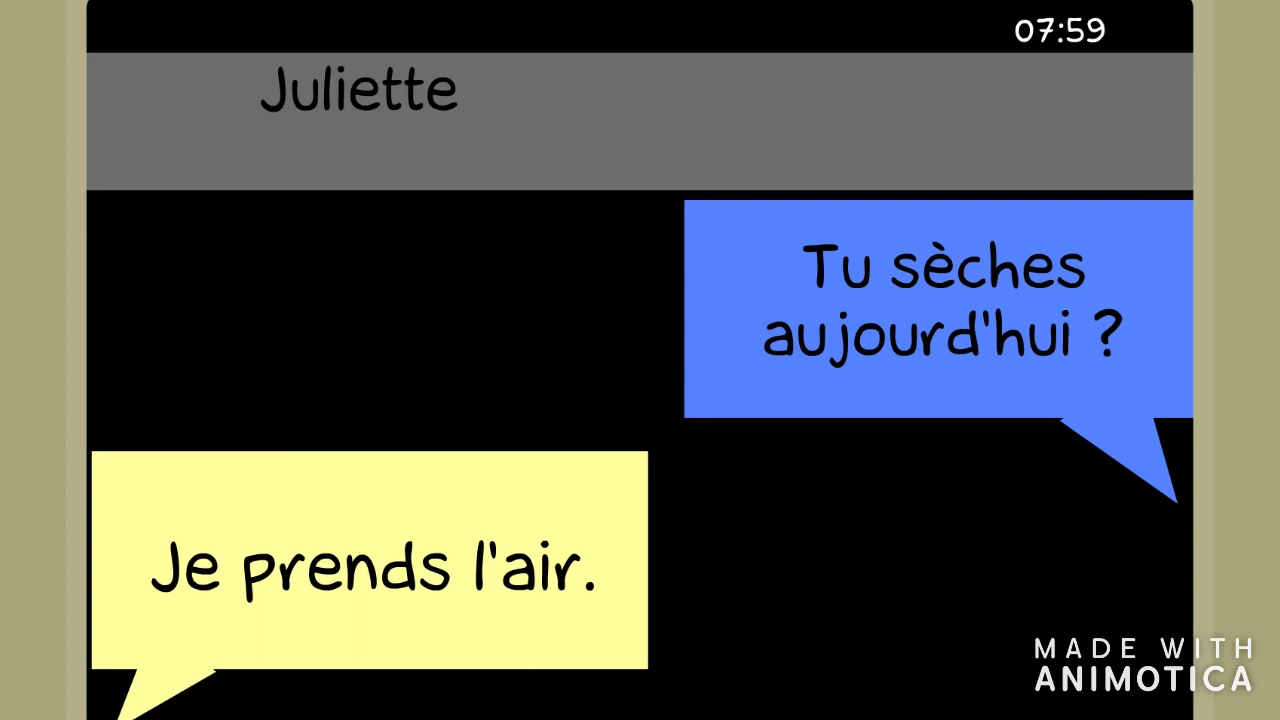 07:59
Juliette
Tu sèches
aujourd'hui ?
Je prends l'air.
MADE WITH
ANIMOTICA